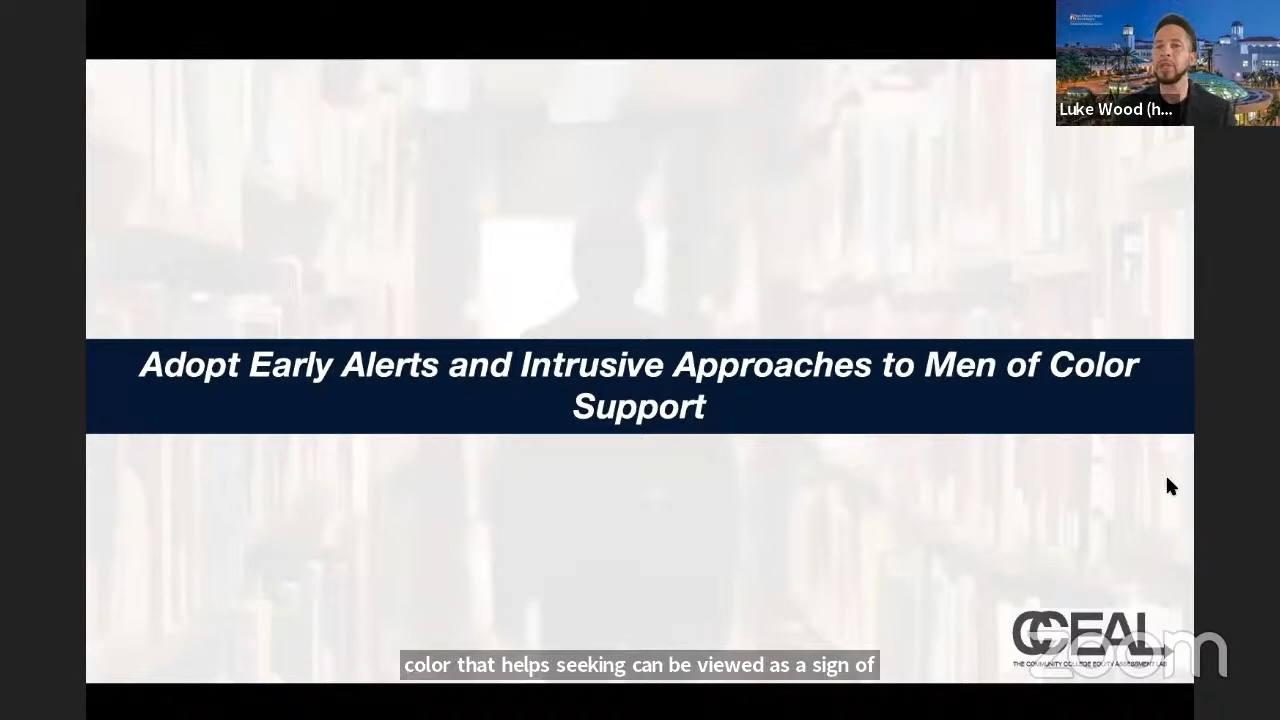 Luke Wood (h...
Adopt Early Alerts and Intrusive Approaches to Men of Color
Support
CCEAL
THE COMMUNITY COLLEGE EQUITY ASSESSMENT LAB
zoom
color that helps seeking can be viewed as a sign of